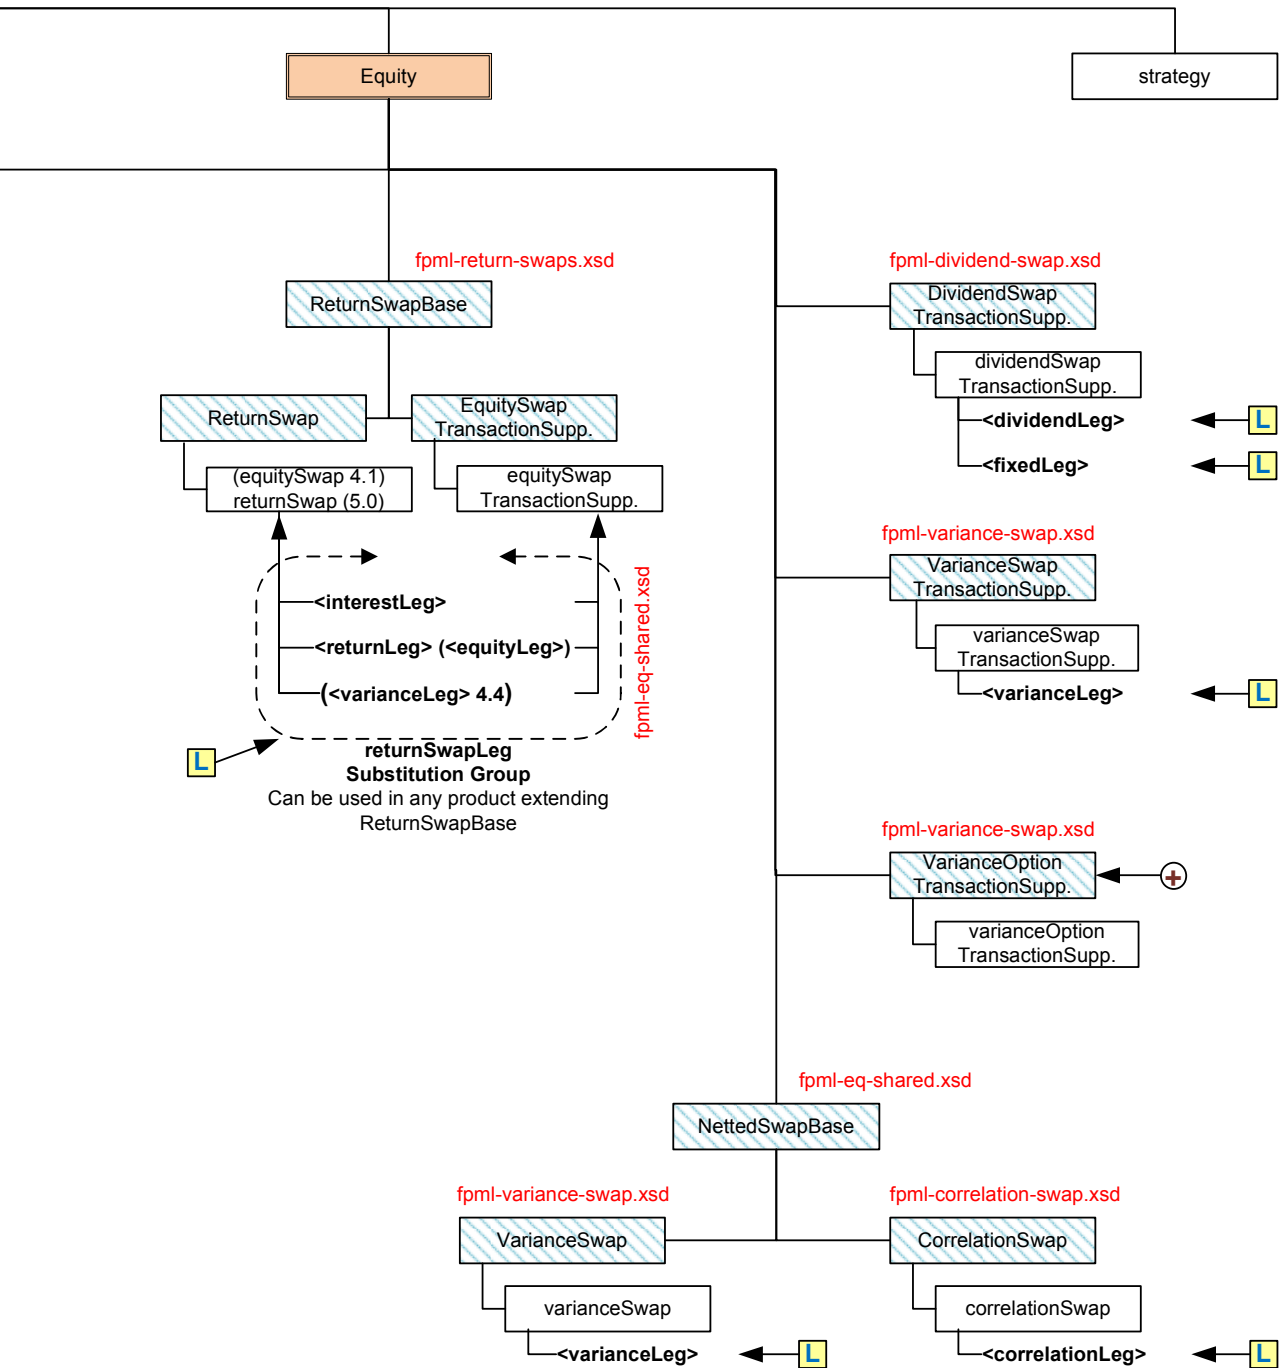 Equity
strategy
fpml-return-swaps.xsd
fpml-dividend-swap.xsd
ReturnSwapBase
DividendSwap
TransactionSupp.
dividendSwap
TransactionSupp.
<dividendLeg>
L
<fixedLeg>
L
ReturnSwap
EquitySwap
TransactionSupp.
(equitySwap 4.1)
returnSwap (5.0)
equitySwap
TransactionSupp.
<interestLeg>
<returnLeg> (<equityLeg>)
(<varianceLeg> 4.4)
fpml-eq-shared.xsd
L
returnSwapLeg
Substitution Group
Can be used in any product extending
ReturnSwapBase
fpml-variance-swap.xsd
VarianceSwap
TransactionSupp.
varianceSwap
TransactionSupp.
<varianceLeg>
L
fpml-variance-swap.xsd
VarianceOption
TransactionSupp.
+
varianceOption
TransactionSupp.
fpml-eq-shared.xsd
NettedSwapBase
fpml-variance-swap.xsd
VarianceSwap
varianceSwap
<varianceLeg>
L
fpml-correlation-swap.xsd
CorrelationSwap
correlationSwap
<correlationLeg>
L